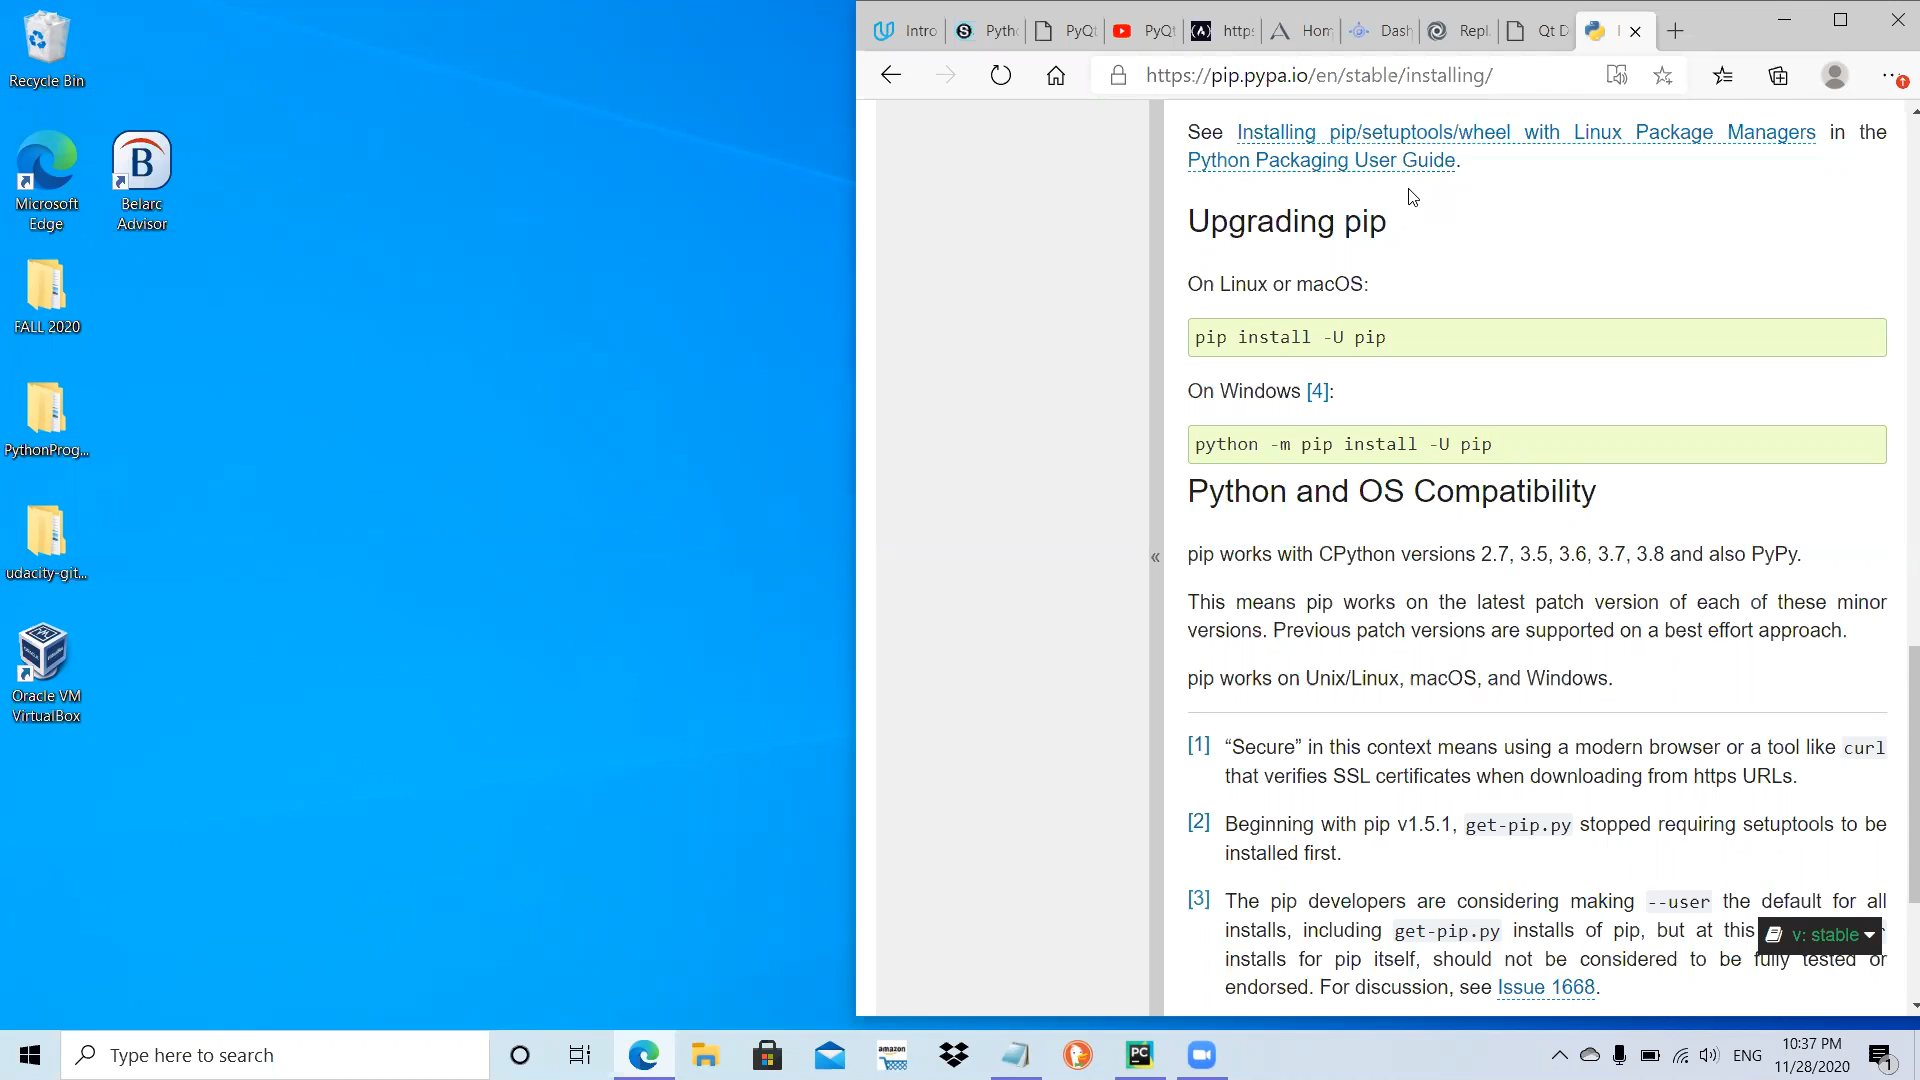 Recycle Bin
Microsoft
Edge
Belarc
Advisor
FALL 2020
PythonProg...
udacity-git...
Oracle VM
VirtualBox
Intro
Pytho
PyQ
PyQt
https
Hom
Dash
Repl.
Qt D
https://pip.pypa.io/en/stable/installing/
See Installing pip/setuptools/wheel with Linux Package Managers in the
Python Packaging User Guide.
Upgrading pip
On Linux or macOS:
pip install -U pip
On Windows [4]:
python -m pip install -U pip
Python and OS Compatibility
pip works with CPython versions 2.7, 3.5, 3.6, 3.7, 3.8 and also PyPy.
This means pip works on the latest patch version of each of these minor
versions. Previous patch versions are supported on a best effort approach.
pip works on Unix/Linux, macOS, and Windows.
[1] “Secure” in this context means using a modern browser or a tool like curl
that verifies SSL certificates when downloading from https URLs.
[2] Beginning with pip v1.5.1, get-pip.py stopped requiring setuptools to be
installed first.
[3] The pip developers are considering making --user the default for all
installs, including get-pip.py installs of pip, but at this
v: stable
installs for pip itself, should not be considered to be fully tested or
endorsed. For discussion, see Issue 1668.
Type here to search
amazon
PC
ENG
10:37 PM
11/28/2020
1